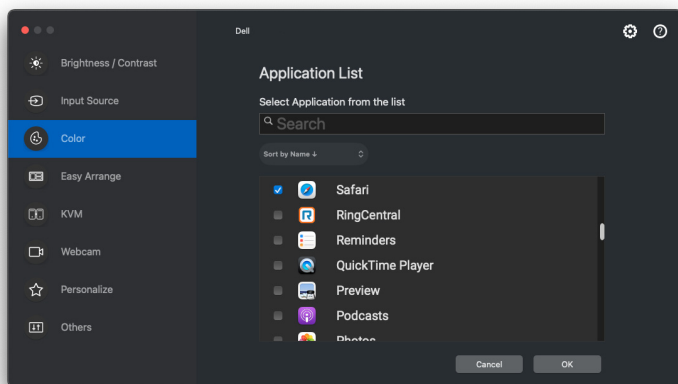 Dell
Brightness / Contrast
Input Source
Color
Easy Arrange
KVM
Webcam
Personalize
Others
Application List
Select Application from the list
Search
Sort by Name ↓
Safari
RingCentral
Reminders
QuickTime Player
Preview
Podcasts
Photos
Cancel
OK